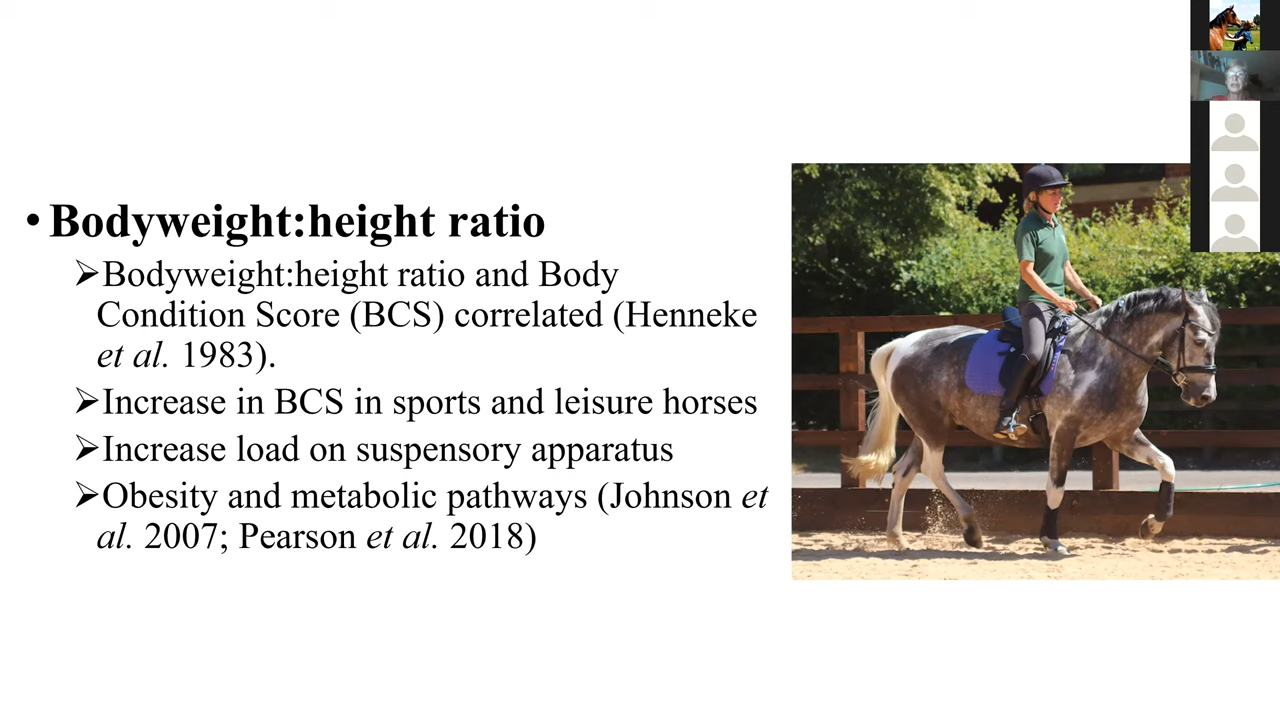 • Bodyweight:height ratio
➢Bodyweight:height ratio and Body
Condition Score (BCS) correlated (Henneke
et al. 1983).
➢Increase in BCS in sports and leisure horses
➢Increase load on suspensory apparatus
➢Obesity and metabolic pathways (Johnson et
al. 2007; Pearson et al. 2018)